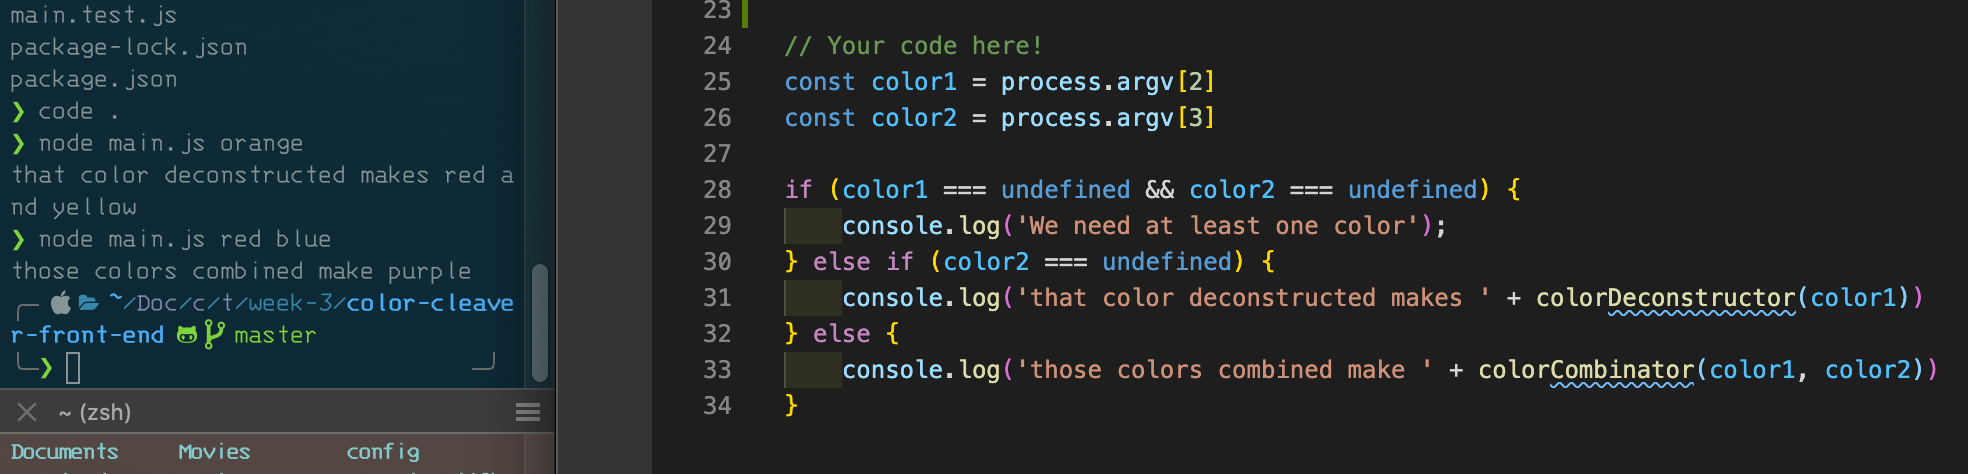 main.test.js
package-lock.json
package.json
❯ code .
❯ node main.js orange
that color deconstructed makes red a
nd yellow
❯ node main.js red blue
those colors combined make purple
~/Doc/c/t/week-3/color-cleave
r-front-end master
❯
~ (zsh)
Documents Movies config
23
24 // Your code here!
25 const color1 = process.argv[2]
26 const color2 = process.argv[3]
27
28 if (color1 === undefined && color2 === undefined) {
29 console.log('We need at least one color');
30 } else if (color2 === undefined) {
31 console.log('that color deconstructed makes ' + colorDeconstructor(color1))
32 } else {
33 console.log('those colors combined make ' + colorCombinator(color1, color2))
34 }